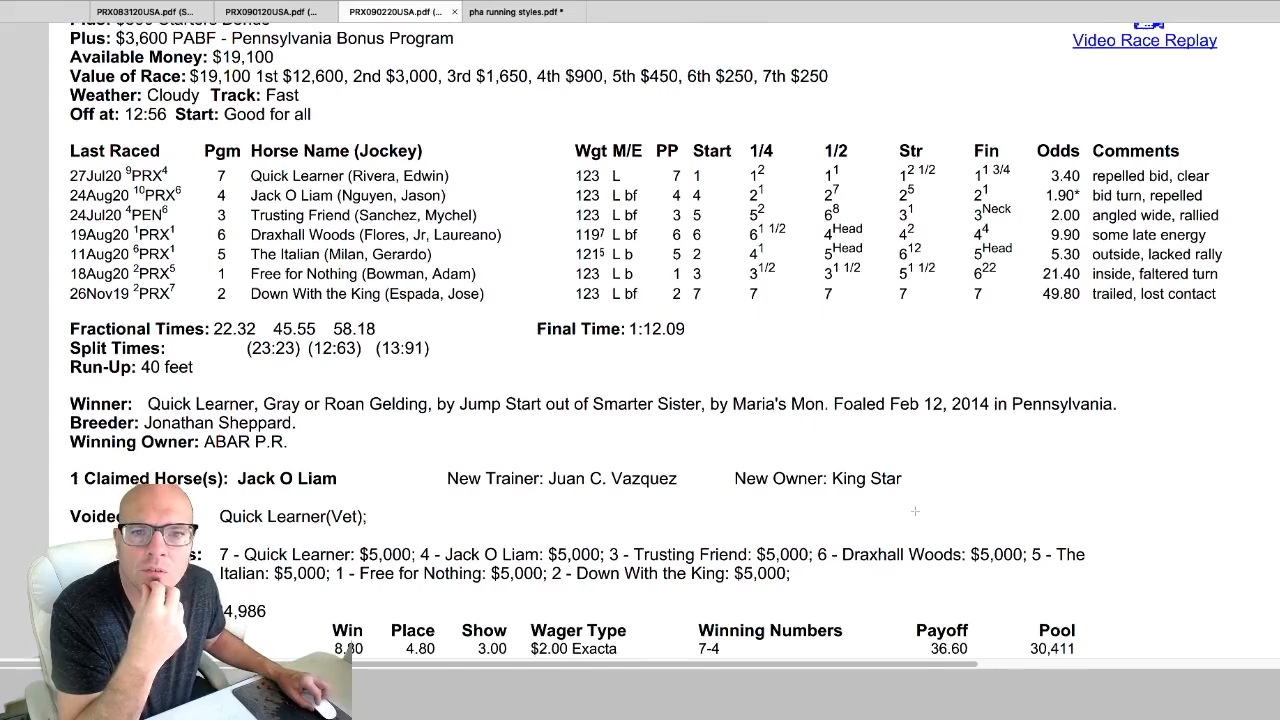 PRX083120USA.pdf (S... PRX090120USA.pdf (... PRX090220USA.pdf (... × pha running styles.pdf *
Plus: $3,600 PABF - Pennsylvania Bonus Program
Video Race Replay
Available Money: $19,100
Value of Race: $19,100 1st $12,600, 2nd $3,000, 3rd $1,650, 4th $900, 5th $450, 6th $250, 7th $250
Weather: Cloudy Track: Fast
Off at: 12:56 Start: Good for all
Last Raced Pgm Horse Name (Jockey) Wgt M/E PP Start 1/4 1/2 Str Fin Odds Comments
27Jul20 9PRX4 7 Quick Learner (Rivera, Edwin) 123 L 7 1 12 11 12 1/2 11 3/4 3.40 repelled bid, clear
24Aug20 10PRX6 4 Jack O Liam (Nguyen, Jason) 123 L bf 4 4 21 27 25 21 1.90* bid turn, repelled
24Jul20 4PEN6 3 Trusting Friend (Sanchez, Mychel) 123 L bf 3 5 52 68 31 3Neck 2.00 angled wide, rallied
19Aug20 1PRX1 6 Draxhall Woods (Flores, Jr, Laureano) 1197 L bf 6 6 61 1/2 4Head 42 44 9.90 some late energy
11Aug20 6PRX1 5 The Italian (Milan, Gerardo) 1215 L b 5 2 41 5Head 612 5Head 5.30 outside, lacked rally
18Aug20 2PRX5 1 Free for Nothing (Bowman, Adam) 123 L b 1 3 31/2 31 1/2 51 1/2 622 21.40 inside, faltered turn
26Nov19 2PRX7 2 Down With the King (Espada, Jose) 123 L bf 2 7 7 7 7 7 49.80 trailed, lost contact
Fractional Times: 22.32 45.55 58.18 Final Time: 1:12.09
Split Times: (23:23) (12:63) (13:91)
Run-Up: 40 feet
Winner: Quick Learner, Gray or Roan Gelding, by Jump Start out of Smarter Sister, by Maria's Mon. Foaled Feb 12, 2014 in Pennsylvania.
Breeder: Jonathan Sheppard.
Winning Owner: ABAR P.R.
1 Claimed Horse(s): Jack O Liam New Trainer: Juan C. Vazquez New Owner: King Star
Quick Learner(Vet);
7 - Quick Learner: $5,000; 4 - Jack O Liam: $5,000; 3 - Trusting Friend: $5,000; 6 - Draxhall Woods: $5,000; 5 - The
Italian: $5,000; 1 - Free for Nothing: $5,000; 2 - Down With the King: $5,000;
4,986
Win Place Show Wager Type Winning Numbers Payoff Pool
8.80 4.80 3.00 $2.00 Exacta 7-4 36.60 30,411